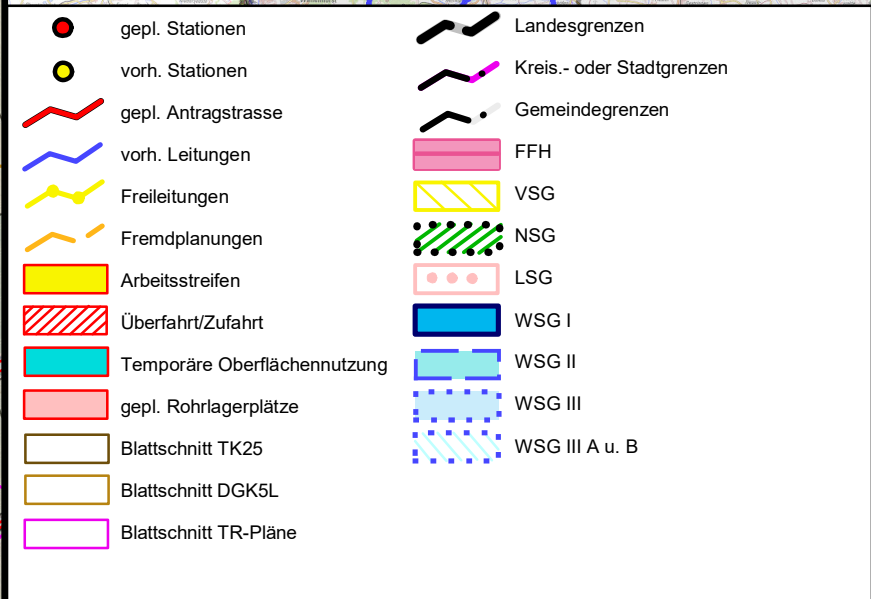 gepl. Stationen
vorh. Stationen
gepl. Antragstrasse
vorh. Leitungen
Freileitungen
Fremdplanungen
Arbeitsstreifen
Überfahrt/Zufahrt
Temporäre Oberflächennutzung
gepl. Rohrlagerplätze
Blattschnitt TK25
Blattschnitt DGK5L
Blattschnitt TR-Pläne
Landesgrenzen
Kreis.- oder Stadtgrenzen
Gemeindegrenzen
FFH
VSG
NSG
LSG
WSG I
WSG II
WSG III
WSG III A u. B